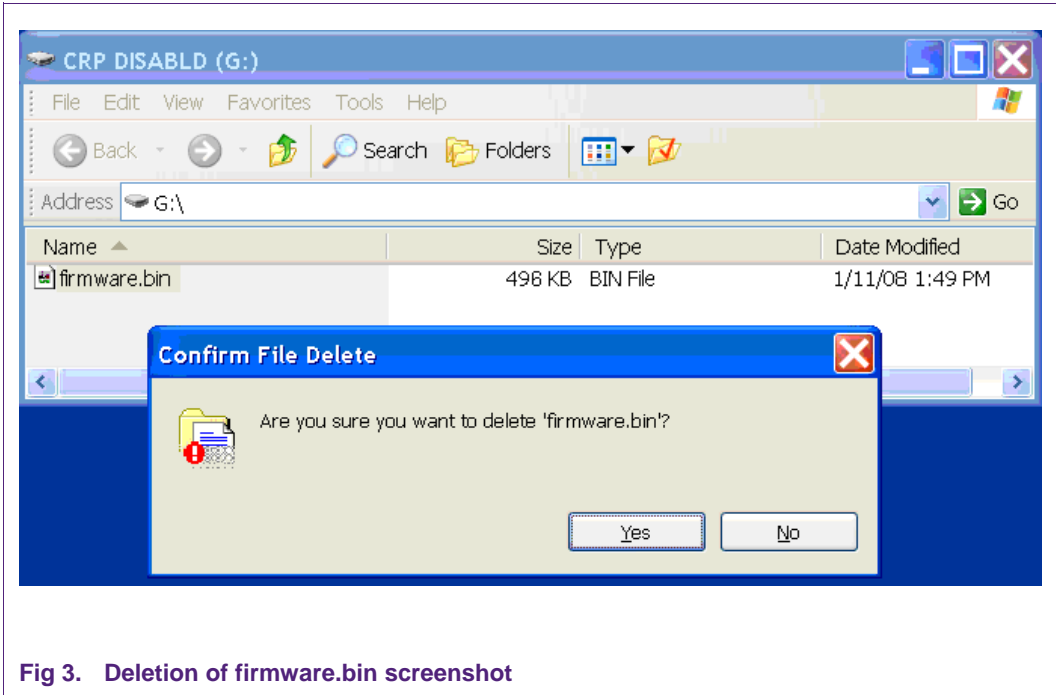 CRP DISABLD (G:)
File Edit View Favorites Tools Help
Back Search Folders
Address G:\ Go
Name Size Type Date Modified
firmware.bin 496 KB BIN File 1/11/08 1:49 PM
Confirm File Delete
Are you sure you want to delete 'firmware.bin'?
Yes No
Fig 3. Deletion of firmware.bin screenshot